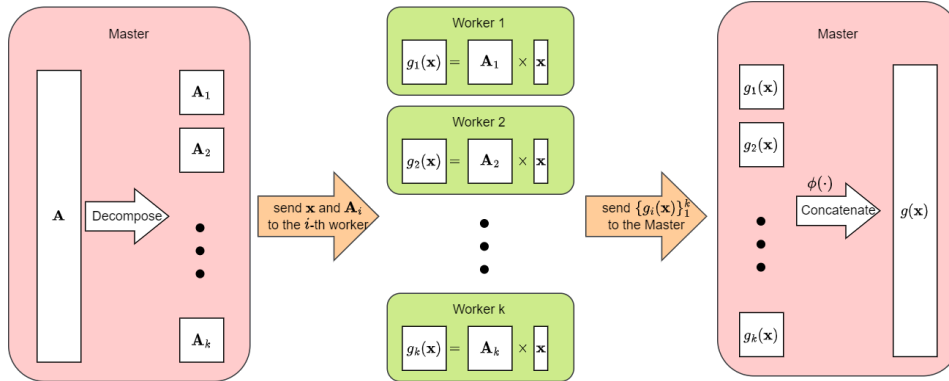 Master
A
Decompose
A₁
A₂
Aₖ
send x and Aᵢ
to the i-th worker
Worker 1
g₁(x) = A₁ × x
Worker 2
g₂(x) = A₂ × x
Worker k
gₖ(x) = Aₖ × x
send {gᵢ(x)}₁ᵏ
to the Master
Master
g₁(x)
g₂(x)
gₖ(x)
ϕ(·)
Concatenate
g(x)